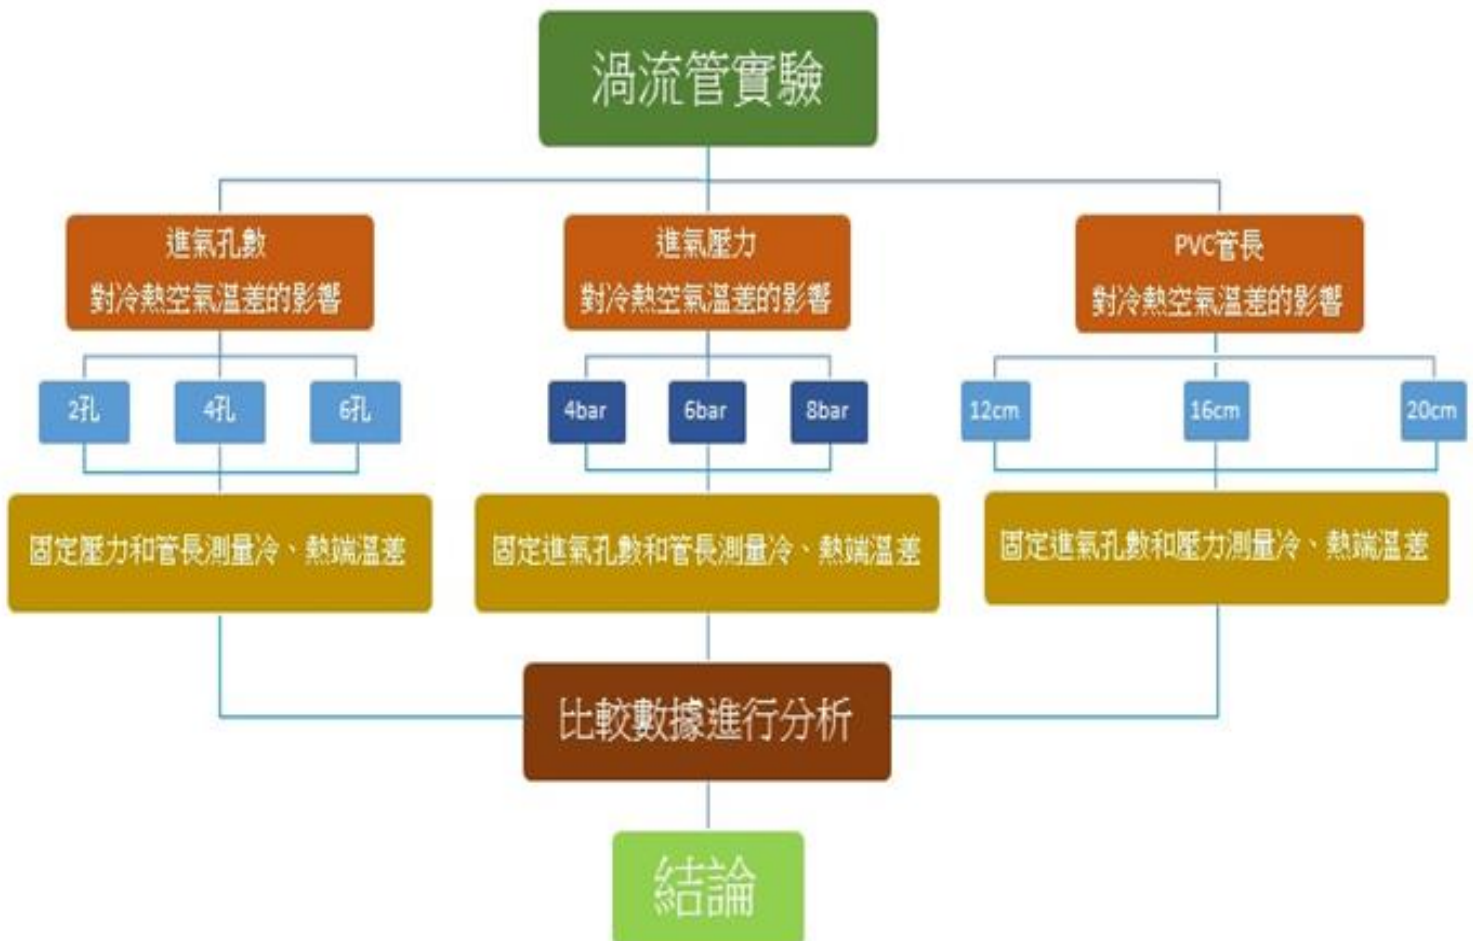 渦流管實驗
進氣孔數
對冷熱空氣溫差的影響
進氣壓力
對冷熱空氣溫差的影響
PVC管長
對冷熱空氣溫差的影響
2孔
4孔
6孔
4bar
6bar
8bar
12cm
16cm
20cm
固定壓力和管長測量冷、熱端溫差
固定進氣孔數和管長測量冷、熱端溫差
固定進氣孔數和壓力測量冷、熱端溫差
比較數據進行分析
結論